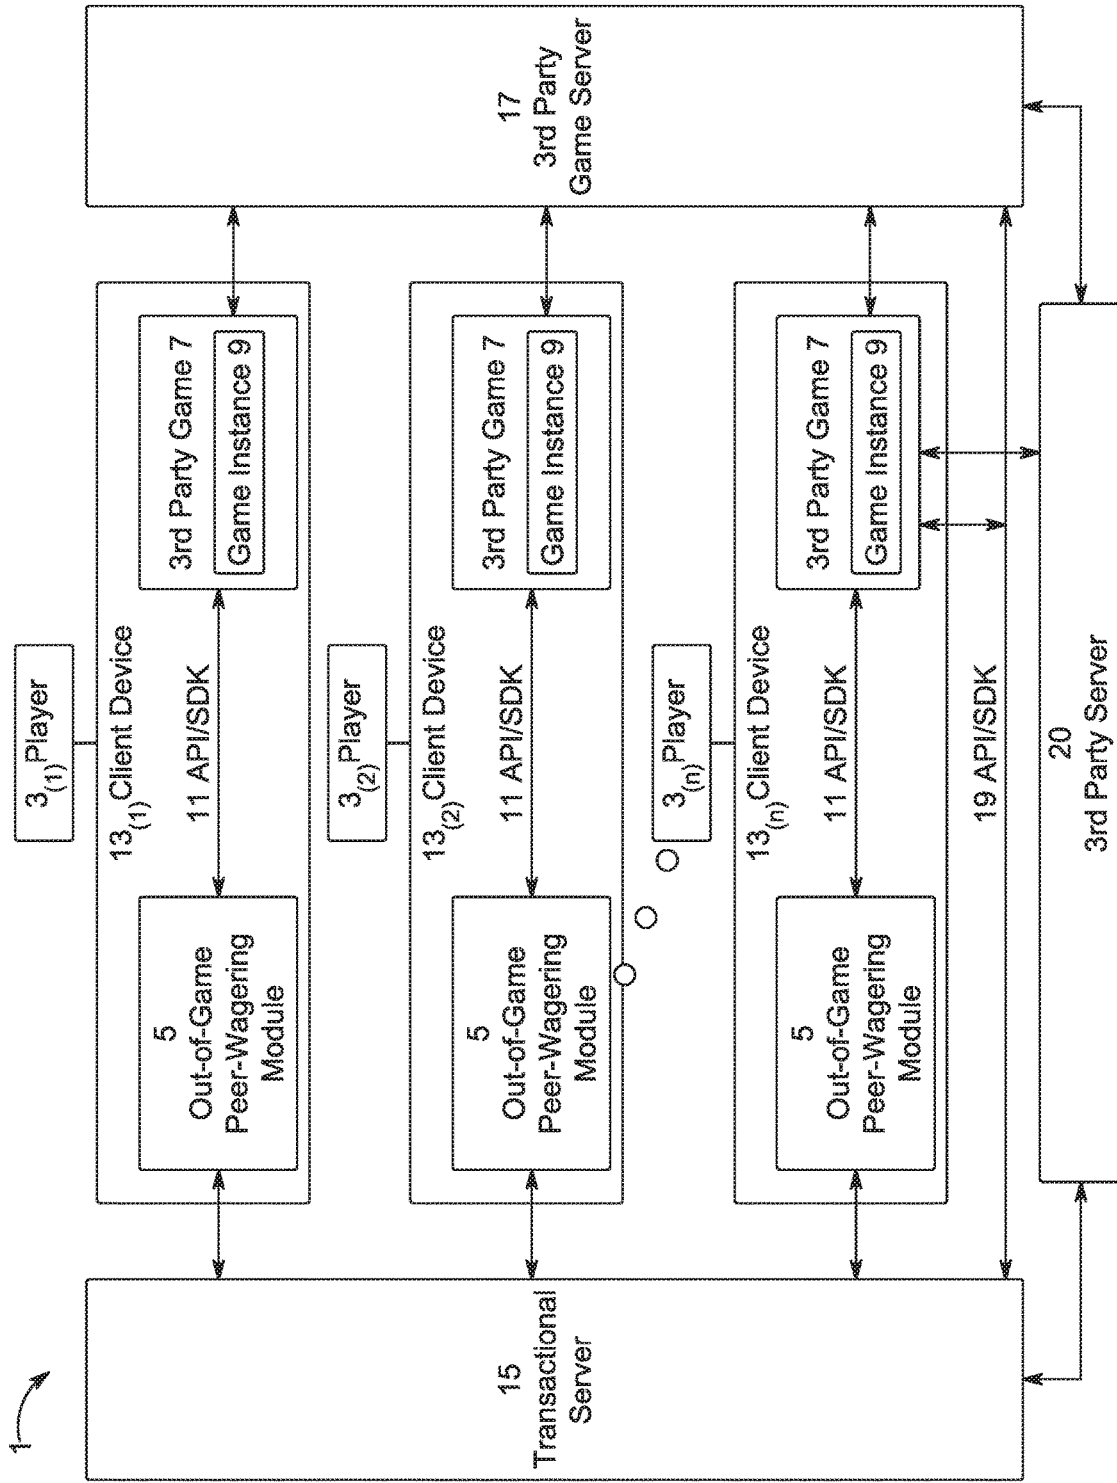 1
3(1) Player
13(1) Client Device
5
Out-of-Game
Peer-Wagering
Module
11 API/SDK
3rd Party Game 7
Game Instance 9
3(2) Player
13(2) Client Device
5
Out-of-Game
Peer-Wagering
Module
11 API/SDK
3rd Party Game 7
Game Instance 9
3(n) Player
13(n) Client Device
5
Out-of-Game
Peer-Wagering
Module
11 API/SDK
3rd Party Game 7
Game Instance 9
15
Transactional
Server
17
3rd Party
Game Server
19 API/SDK
20
3rd Party Server